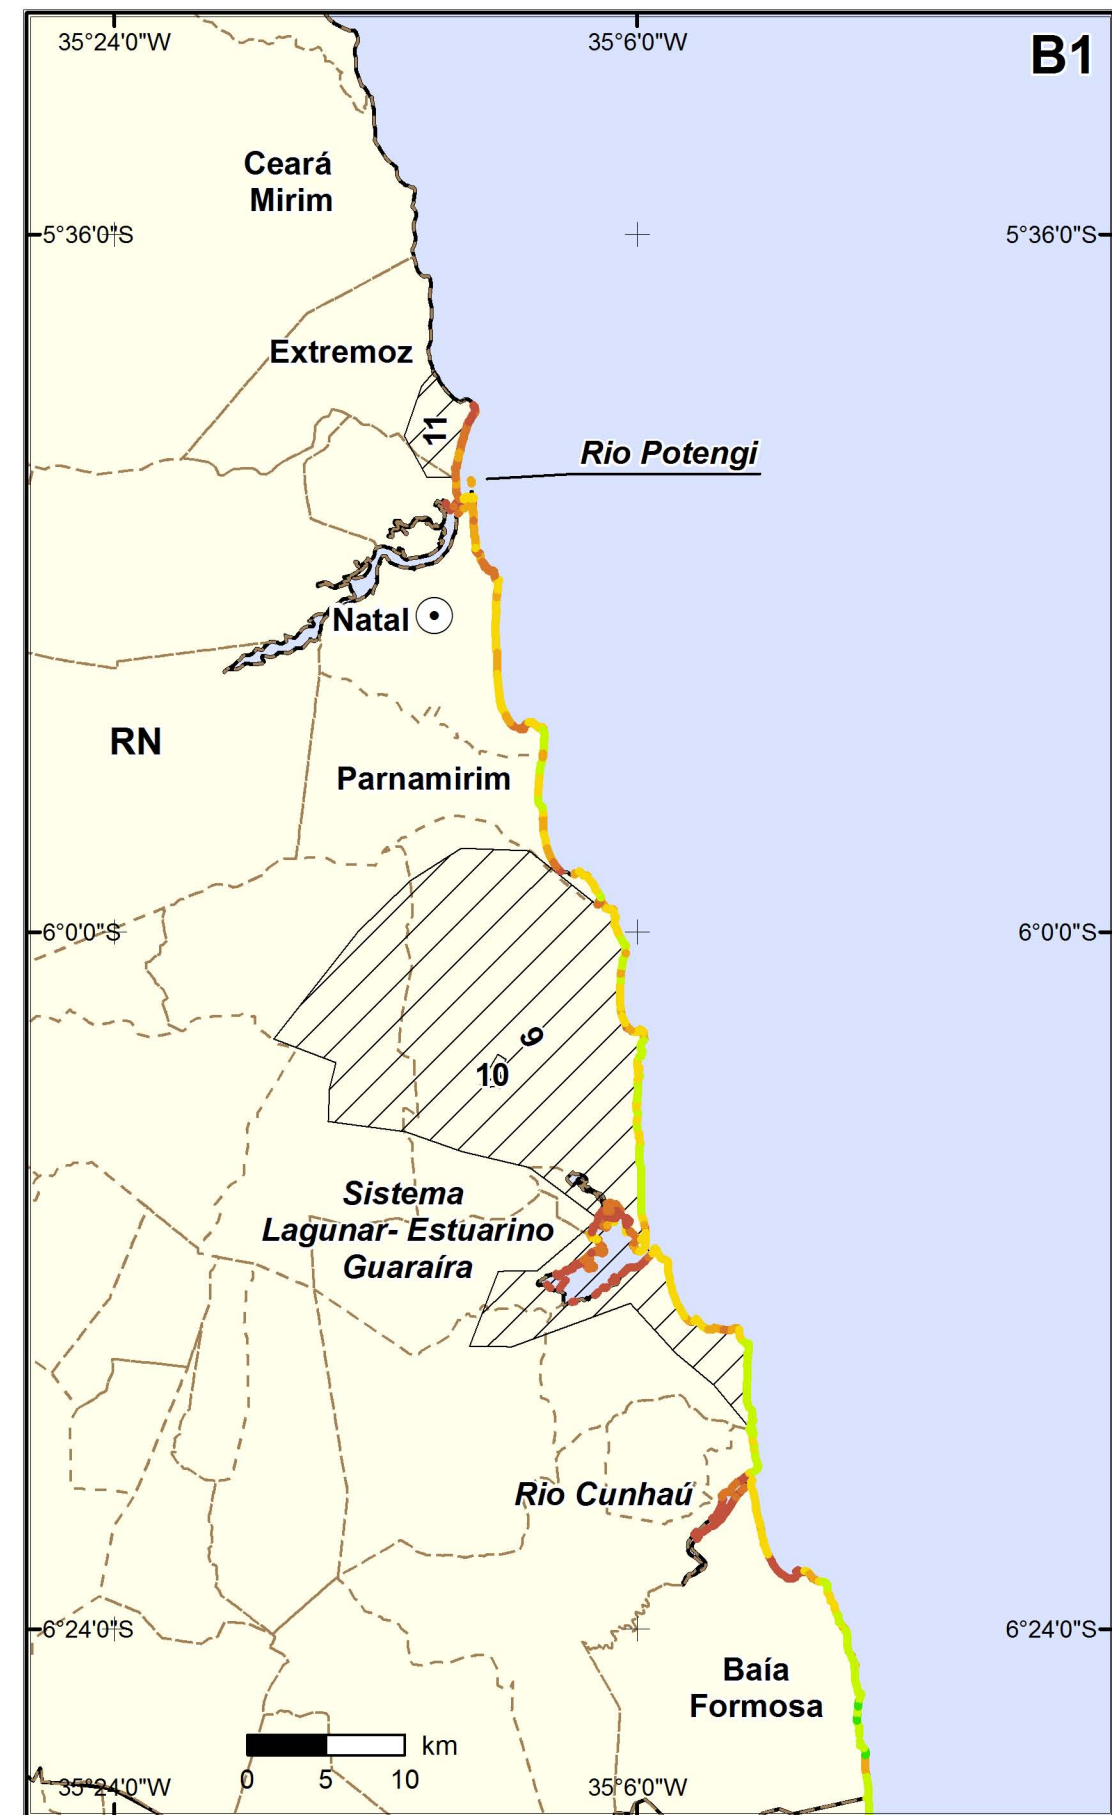 35°24'0"W
35°6'0"W
B1
Ceará
Mirim
5°36'0"S
5°36'0"S
Extremoz
11
Rio Potengi
Natal
RN
Parnamirim
6°0'0"S
6°0'0"S
9
10
Sistema
Lagunar- Estuarino
Guaraíra
Rio Cunhaú
6°24'0"S
6°24'0"S
Baía
Formosa
km
0 5 10
35°24'0"W
35°6'0"W